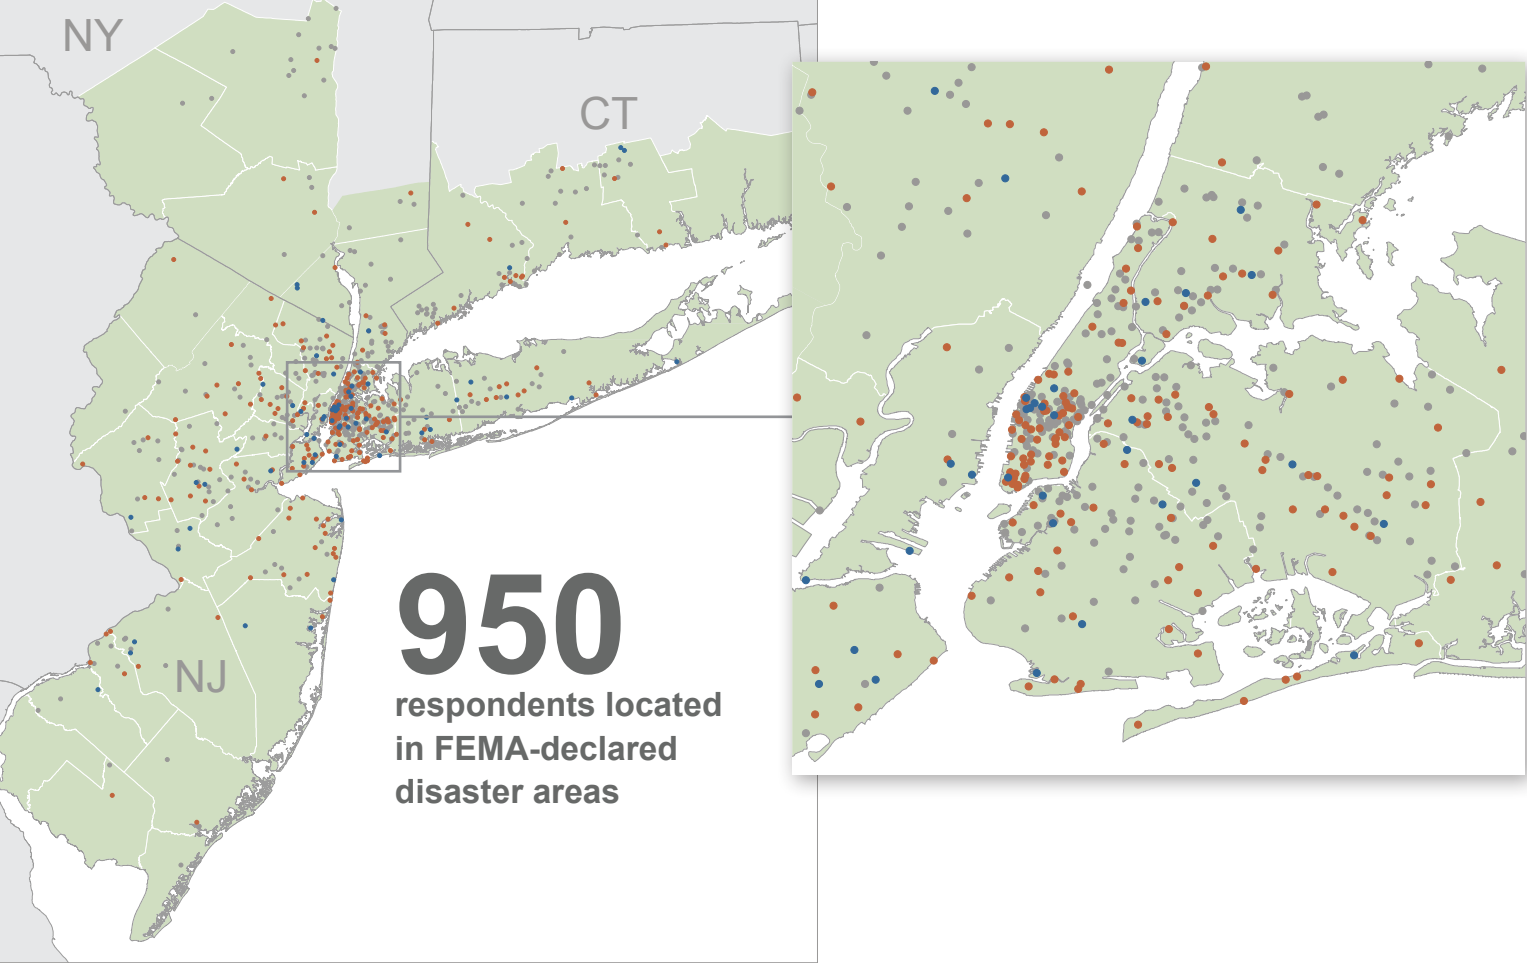 NY
CT
NJ
950
respondents located
in FEMA-declared
disaster areas